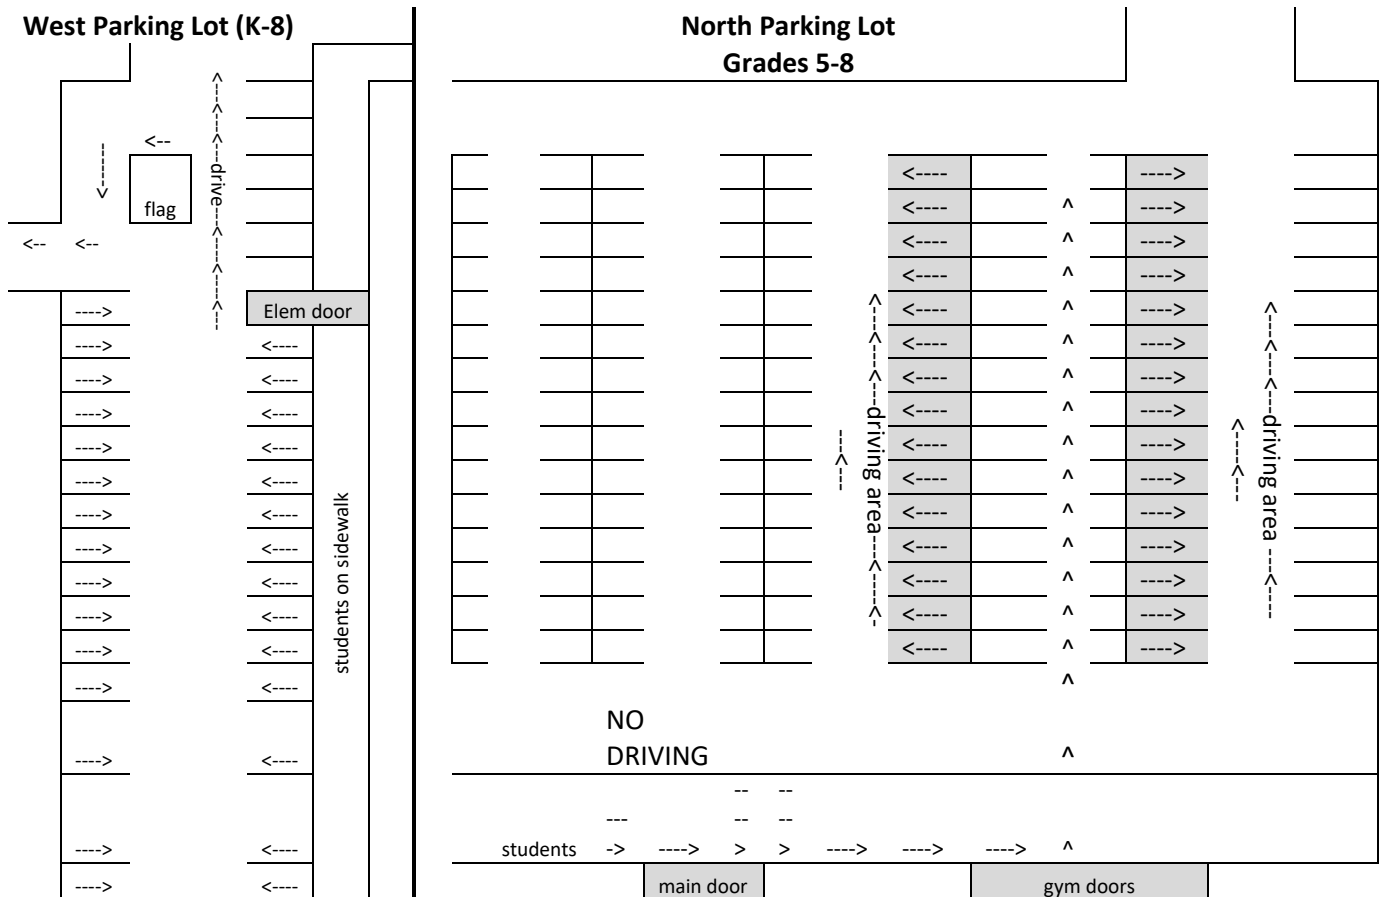 West Parking Lot (K-8)
<--
flag
<-- <--
----drive---
Elem door
students on sidewalk
North Parking Lot
Grades 5-8
driving area
driving area
NO
DRIVING
students
main door
gym doors